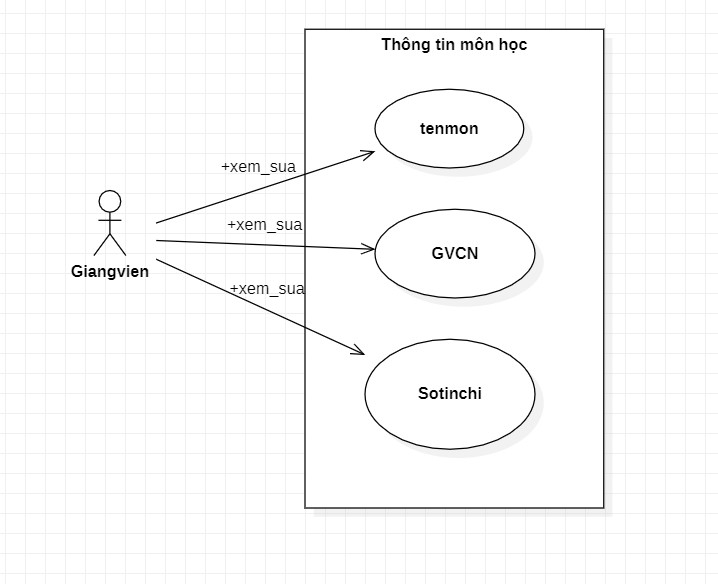 Thông tin môn học
tenmon
+xem_sua
+xem_sua
GVCN
Giangvien
+xem_sua
Sotinchi